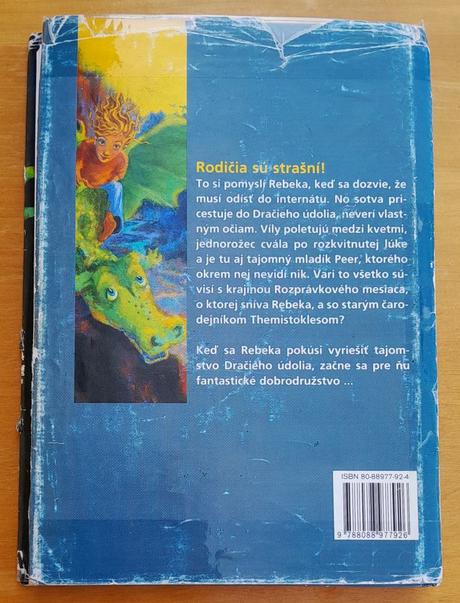 Rodičia sú strašní!
To si pomyslí Rebeka, keď sa dozvie, že
musí odísť do internátu. No sotva pri-
cestuje do Dračieho údolia, neverí vlast-
ným očiam. Víly poletujú medzi kvetmi,
jednorožec cvála po rozkvitnutej lúke
a je tu aj tajomný mladík Peer, ktorého
okrem nej nevidí nik. Vari to všetko sú-
visí s krajinou Rozprávkového mesiaca,
o ktorej sníva Rebeka, a so starým čaro-
dejníkom Themistoklesom?
Keď sa Rebeka pokúsi vyriešiť tajom-
stvo Dračieho údolia, začne sa pre ňu
fantastické dobrodružstvo ...
ISBN 80-88977-92-4
9 788088 977926